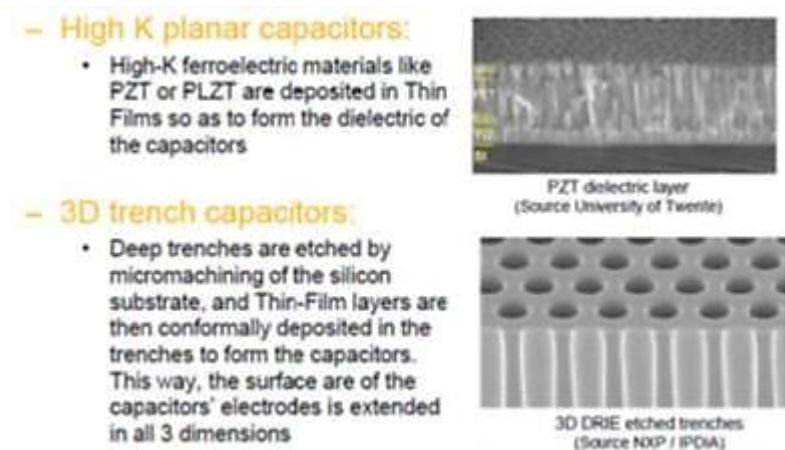 – High K planar capacitors:
• High-K ferroelectric materials like
PZT or PLZT are deposited in Thin
Films so as to form the dielectric of
the capacitors
PZT dielectric layer
(Source University of Twente)
– 3D trench capacitors:
• Deep trenches are etched by
micromachining of the silicon
substrate, and Thin-Film layers are
then conformally deposited in the
trenches to form the capacitors.
This way, the surface are of the
capacitors' electrodes is extended
in all 3 dimensions
3D DRIE etched trenches
(Source NXP / IPDiA)